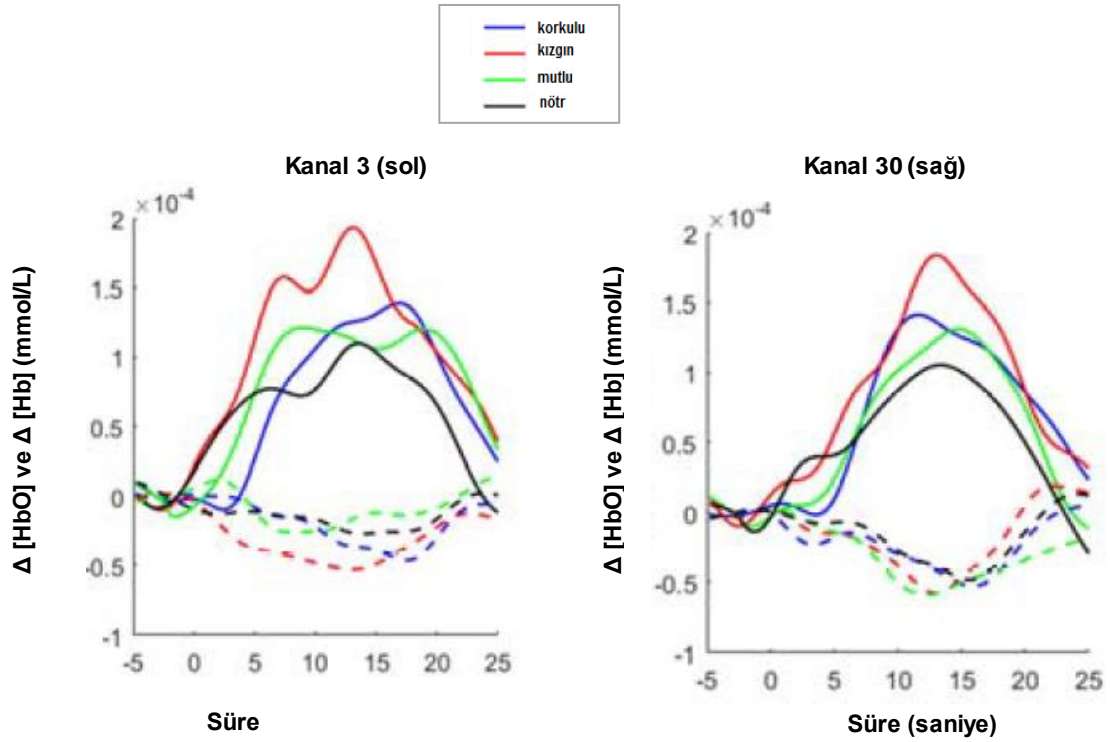 korkulu
kızgın
mutlu
nötr
Kanal 3 (sol)
×10⁻⁴
2
1.5
1
0.5
0
-0.5
-1
-5 0 5 10 15 20 25
Δ [HbO] ve Δ [Hb] (mmol/L)
Süre
Kanal 30 (sağ)
×10⁻⁴
2
1.5
1
0.5
0
-0.5
-1
-5 0 5 10 15 20 25
Δ [HbO] ve Δ [Hb] (mmol/L)
Süre (saniye)